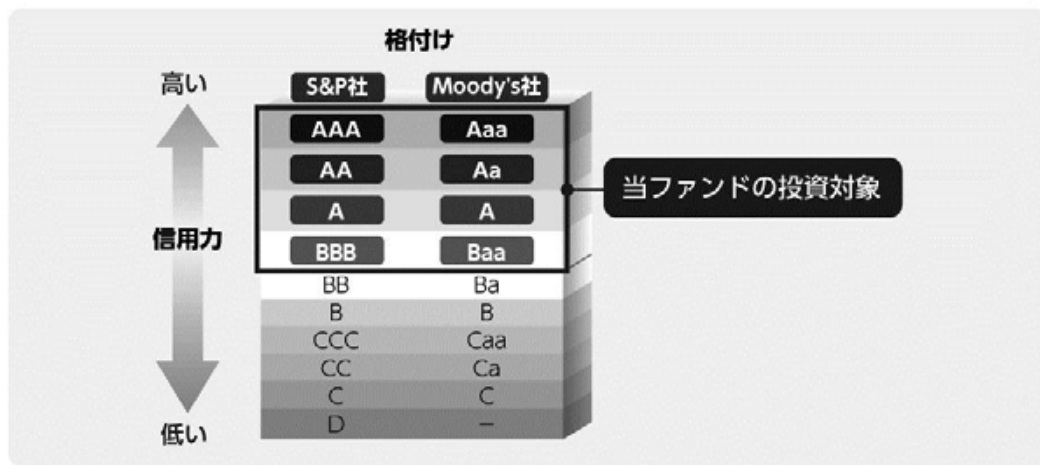 格付け
高い
S&P社 Moody's社
AAA Aaa
AA Aa
当ファンドの投資対象
A A
信用力
BBB Baa
BB Ba
B B
CCC Caa
CC Ca
C C
D –
低い